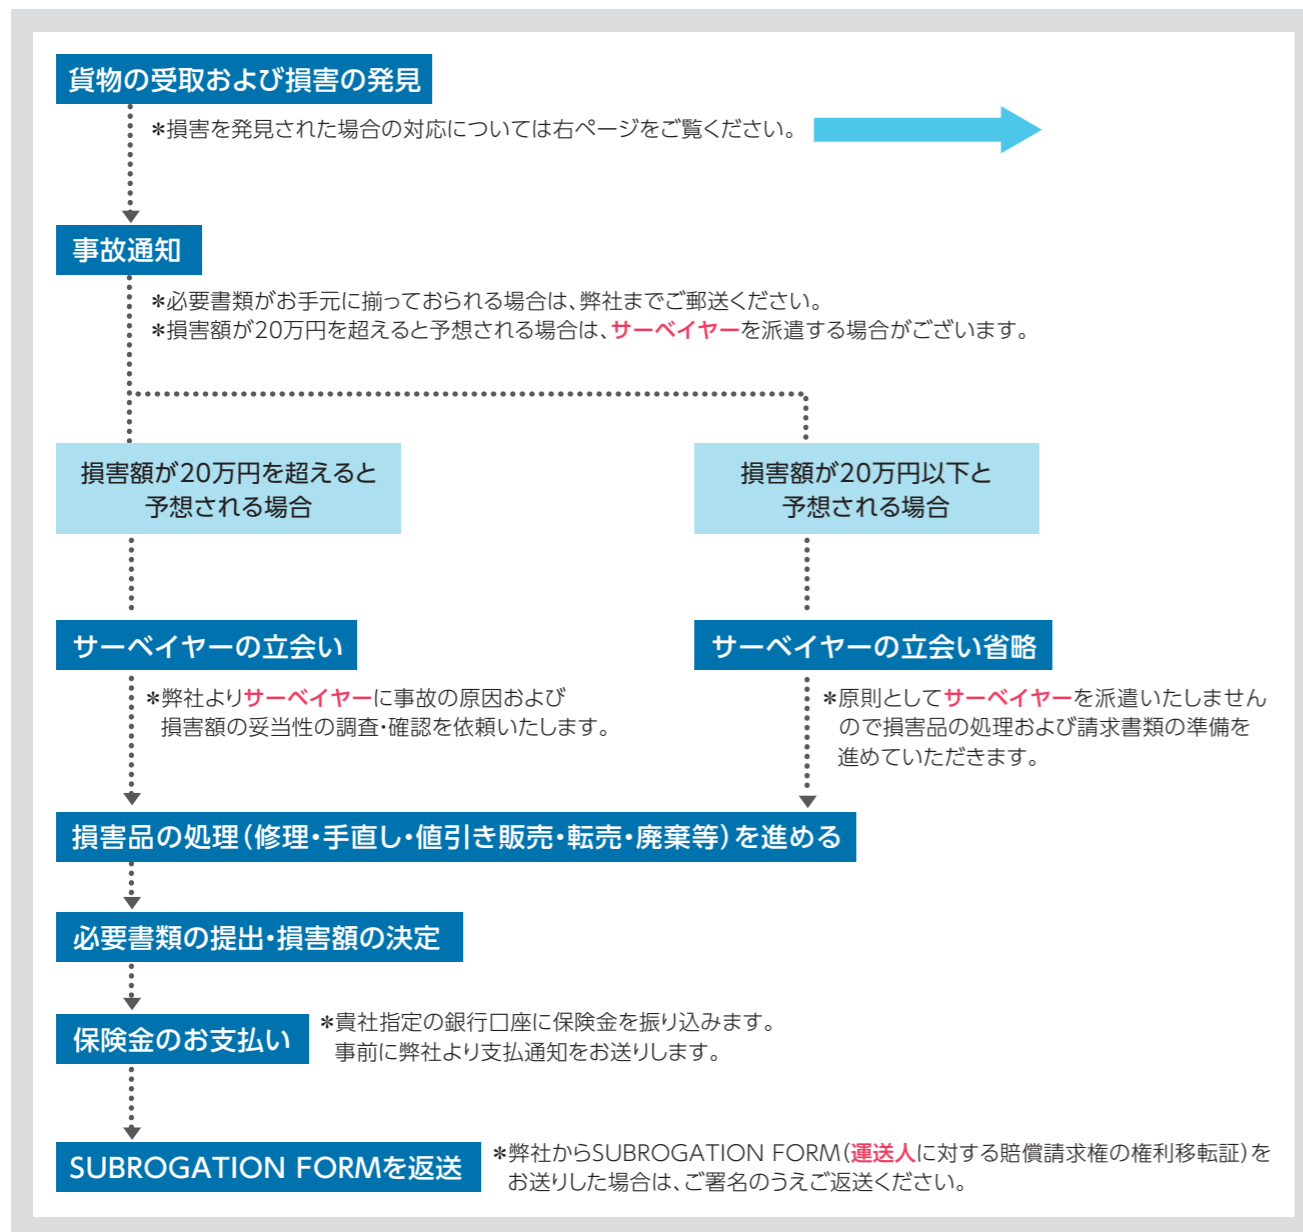 貨物の受取および損害の発見
＊損害を発見された場合の対応については右ページをご覧ください。
事故通知
＊必要書類がお手元に揃っておられる場合は、弊社までご郵送ください。
＊損害額が20万円を超えると予想される場合は、サーベイヤーを派遣する場合がございます。
損害額が20万円を超えると
予想される場合
損害額が20万円以下と
予想される場合
サーベイヤーの立会い
＊弊社よりサーベイヤーに事故の原因および
損害額の妥当性の調査・確認を依頼いたします。
サーベイヤーの立会い省略
＊原則としてサーベイヤーを派遣いたしません
ので損害品の処理および請求書類の準備を
進めていただきます。
損害品の処理(修理・手直し・値引き販売・転売・廃棄等)を進める
必要書類の提出・損害額の決定
保険金のお支払い
＊貴社指定の銀行口座に保険金を振り込みます。
事前に弊社より支払通知をお送りします。
SUBROGATION FORMを返送
＊弊社からSUBROGATION FORM(運送人に対する賠償請求権の権利移転証)を
お送りした場合は、ご署名のうえご返送ください。